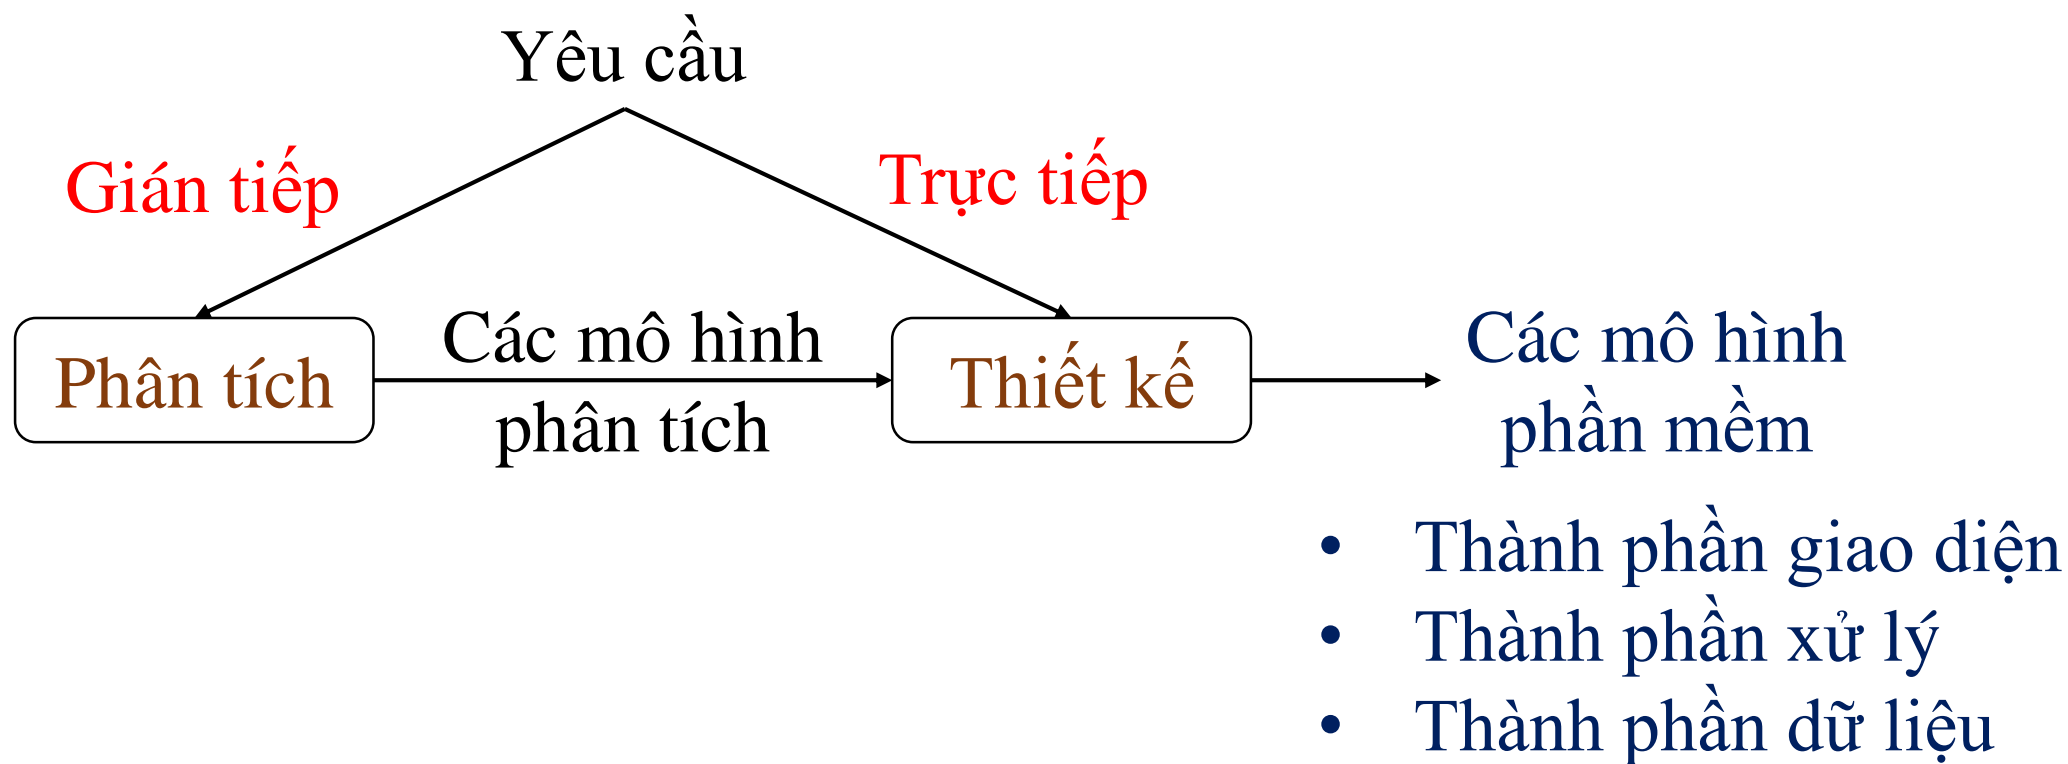 Yêu cầu
Gián tiếp
Trực tiếp
Phân tích
Các mô hình
phân tích
Thiết kế
Các mô hình
phần mềm
• Thành phần giao diện
• Thành phần xử lý
• Thành phần dữ liệu